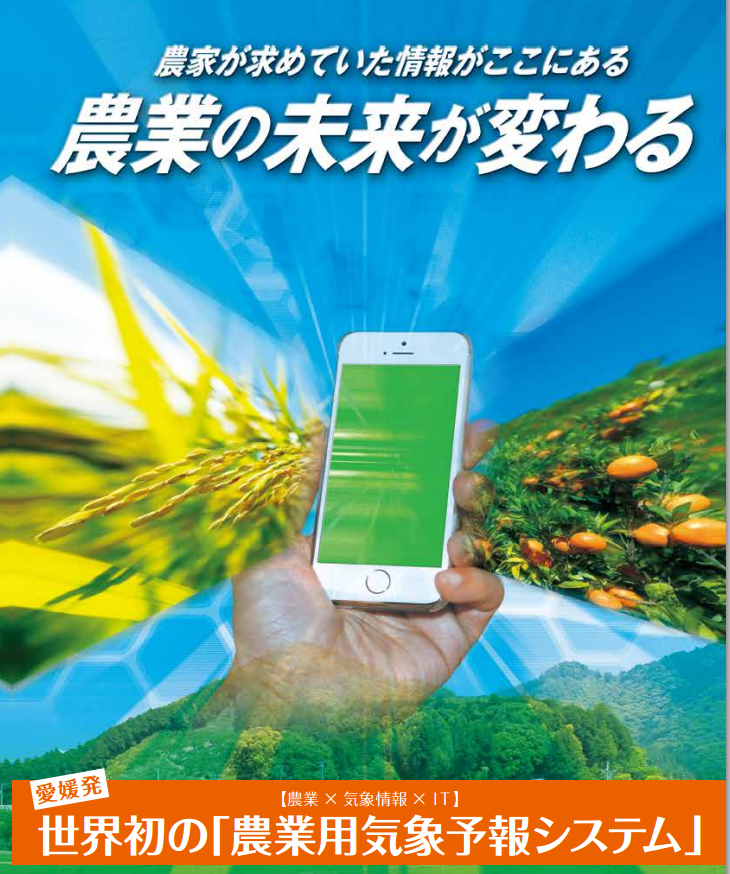 農家が求めていた情報がここにある
農業の未来が変わる
愛媛発
【農業 × 気象情報 × IT】
世界初の「農業用気象予報システム」